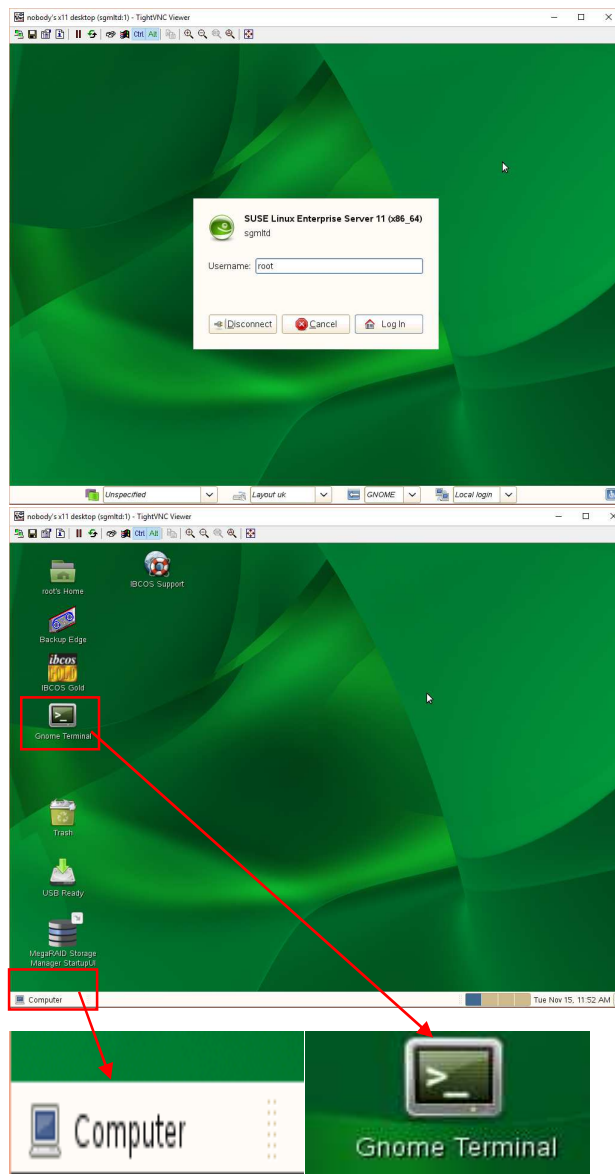 nobody's x11 desktop (sgmltd:1) - TightVNC Viewer
Ctrl Alt
SUSE Linux Enterprise Server 11 (x86_64)
sgmltd
Username: root
Disconnect Cancel Log In
Unspecified Layout uk GNOME Local login
nobody's x11 desktop (sgmltd:1) - TightVNC Viewer
Ctrl Alt
root's Home IBCOS Support
Backup Edge
ibcos
GOLD
IBCOS Gold
>_
Gnome Terminal
Trash
USB Ready
MegaRAID Storage
Manager StartupUI
Computer Tue Nov 15, 11:52 AM
>_
Computer
Gnome Terminal